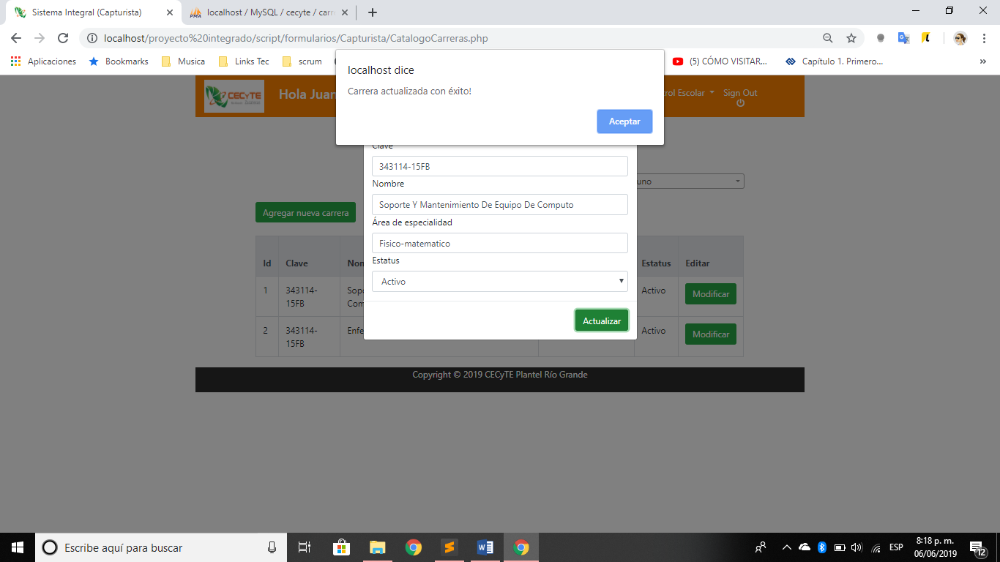 Sistema Integral (Capturista)
localhost / MySQL / cecyte / carr
localhost/proyecto%20integrado/script/formularios/Capturista/CatalogoCarreras.php
Aplicaciones
Bookmarks
Musica
Links Tec
scrum
(5) CÓMO VISITAR...
Capítulo 1. Primero...
»
localhost dice
Carrera actualizada con éxito!
Aceptar
CECyTE
Hola Juan
rol Escolar
Sign Out
Clave
343114-15FB
Nombre
Soporte Y Mantenimiento De Equipo De Computo
Área de especialidad
Fisico-matematico
Estatus
Activo
Actualizar
uno
Agregar nueva carrera
Id Clave Nom Estatus Editar
1 343114-15FB Sopo Com Activo Modificar
2 343114-15FB Enfe Activo Modificar
Copyright © 2019 CECyTE Plantel Río Grande
Escribe aquí para buscar
ESP
8:18 p. m.
06/06/2019
12